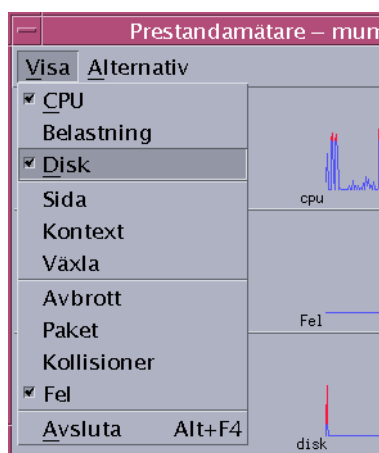 Prestandamätare – mum
Visa Alternativ
CPU
Belastning
Disk
Sida
Kontext
Växla
Avbrott
Paket
Kollisioner
Fel
Avsluta Alt+F4
cpu
Fel
disk